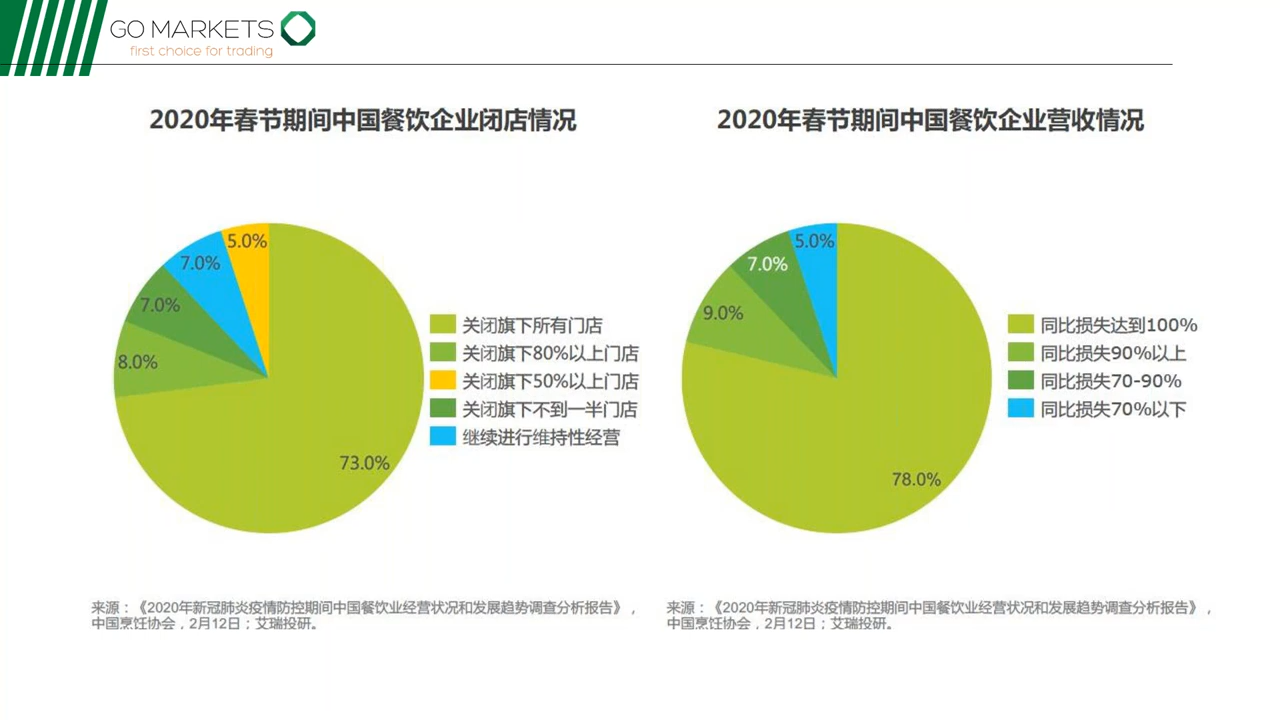 GO MARKETS
first choice for trading
2020年春节期间中国餐饮企业闭店情况
5.0%
7.0%
7.0%
8.0%
73.0%
关闭旗下所有门店
关闭旗下80%以上门店
关闭旗下50%以上门店
关闭旗下不到一半门店
继续进行维持性经营
来源：《2020年新冠肺炎疫情防控期间中国餐饮业经营状况和发展趋势调查分析报告》，
中国烹饪协会，2月12日；艾瑞投研。
2020年春节期间中国餐饮企业营收情况
5.0%
7.0%
9.0%
78.0%
同比损失达到100%
同比损失90%以上
同比损失70-90%
同比损失70%以下
来源：《2020年新冠肺炎疫情防控期间中国餐饮业经营状况和发展趋势调查分析报告》，
中国烹饪协会，2月12日；艾瑞投研。